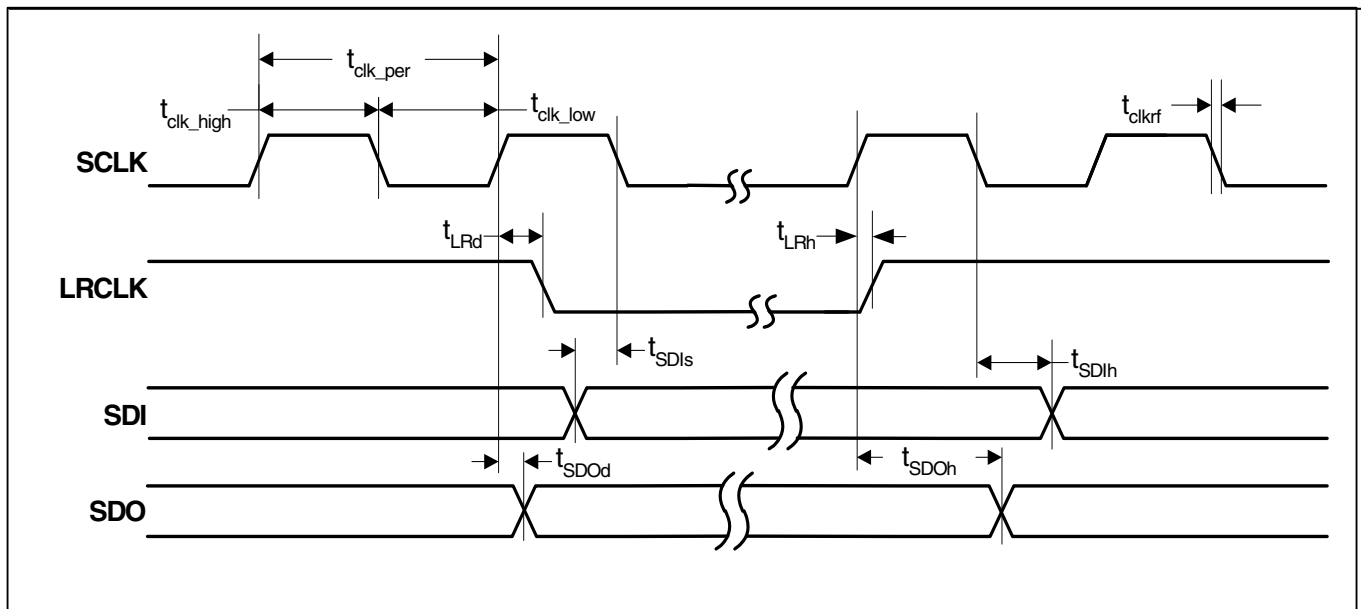 t_clk_per
t_clk_high
t_clk_low
t_clkrf
SCLK
t_LRd
t_LRh
LRCLK
t_SDIs
t_SDIh
SDI
t_SDOd
t_SDOh
SDO